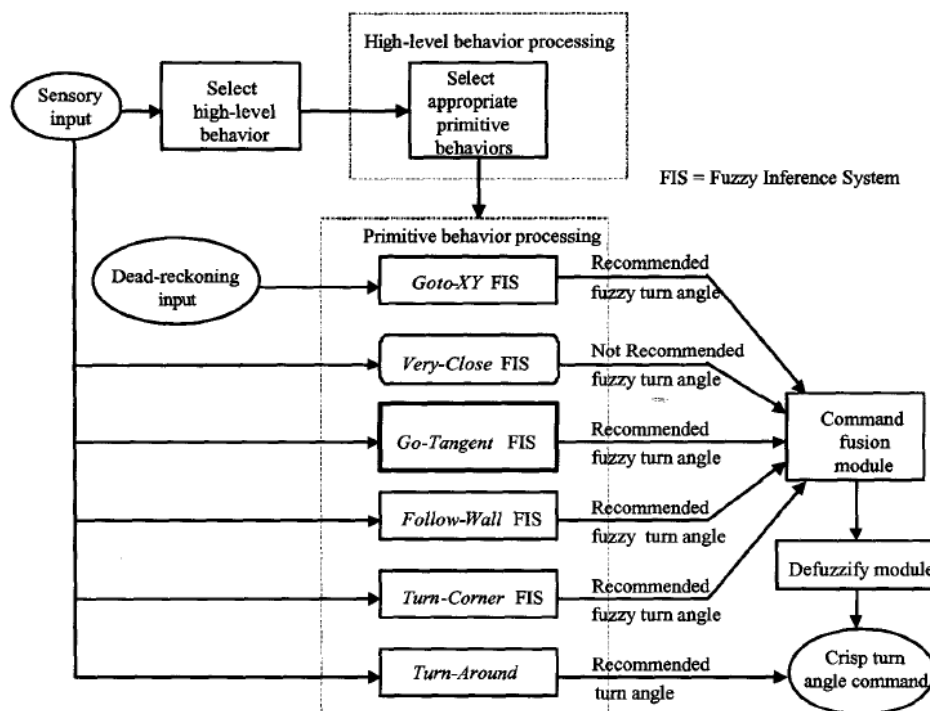 High-level behavior processing
Sensory
input
Select
high-level
behavior
Select
appropriate
primitive
behaviors
FIS = Fuzzy Inference System
Primitive behavior processing
Dead-reckoning
input
Goto-XY FIS
Recommended
fuzzy turn angle
Very-Close FIS
Not Recommended
fuzzy turn angle
Go-Tangent FIS
Recommended
fuzzy turn angle
Command
fusion
module
Follow-Wall FIS
Recommended
fuzzy turn angle
Defuzzify module
Turn-Corner FIS
Recommended
fuzzy turn angle
Turn-Around
Recommended
turn angle
Crisp turn
angle command